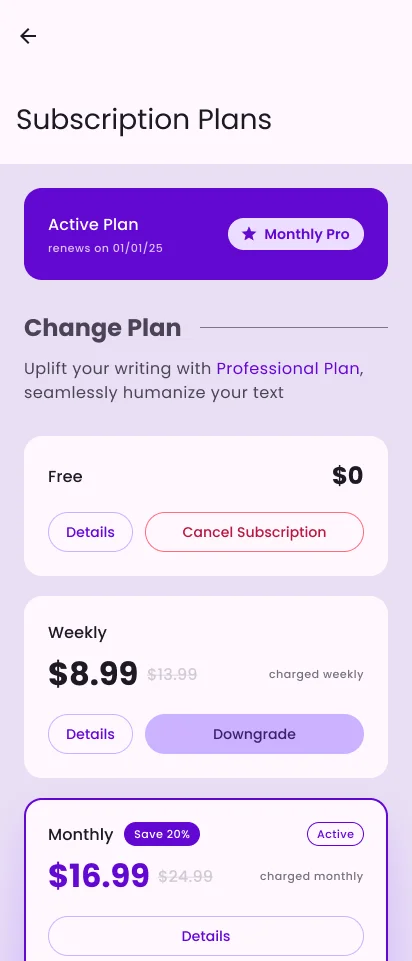 Subscription Plans
Active Plan
renews on 01/01/25
Monthly Pro
Change Plan
Uplift your writing with Professional Plan,
seamlessly humanize your text
Free
$0
Details
Cancel Subscription
Weekly
$8.99 $13.99
charged weekly
Details
Downgrade
Monthly
Save 20%
Active
$16.99 $24.99
charged monthly
Details